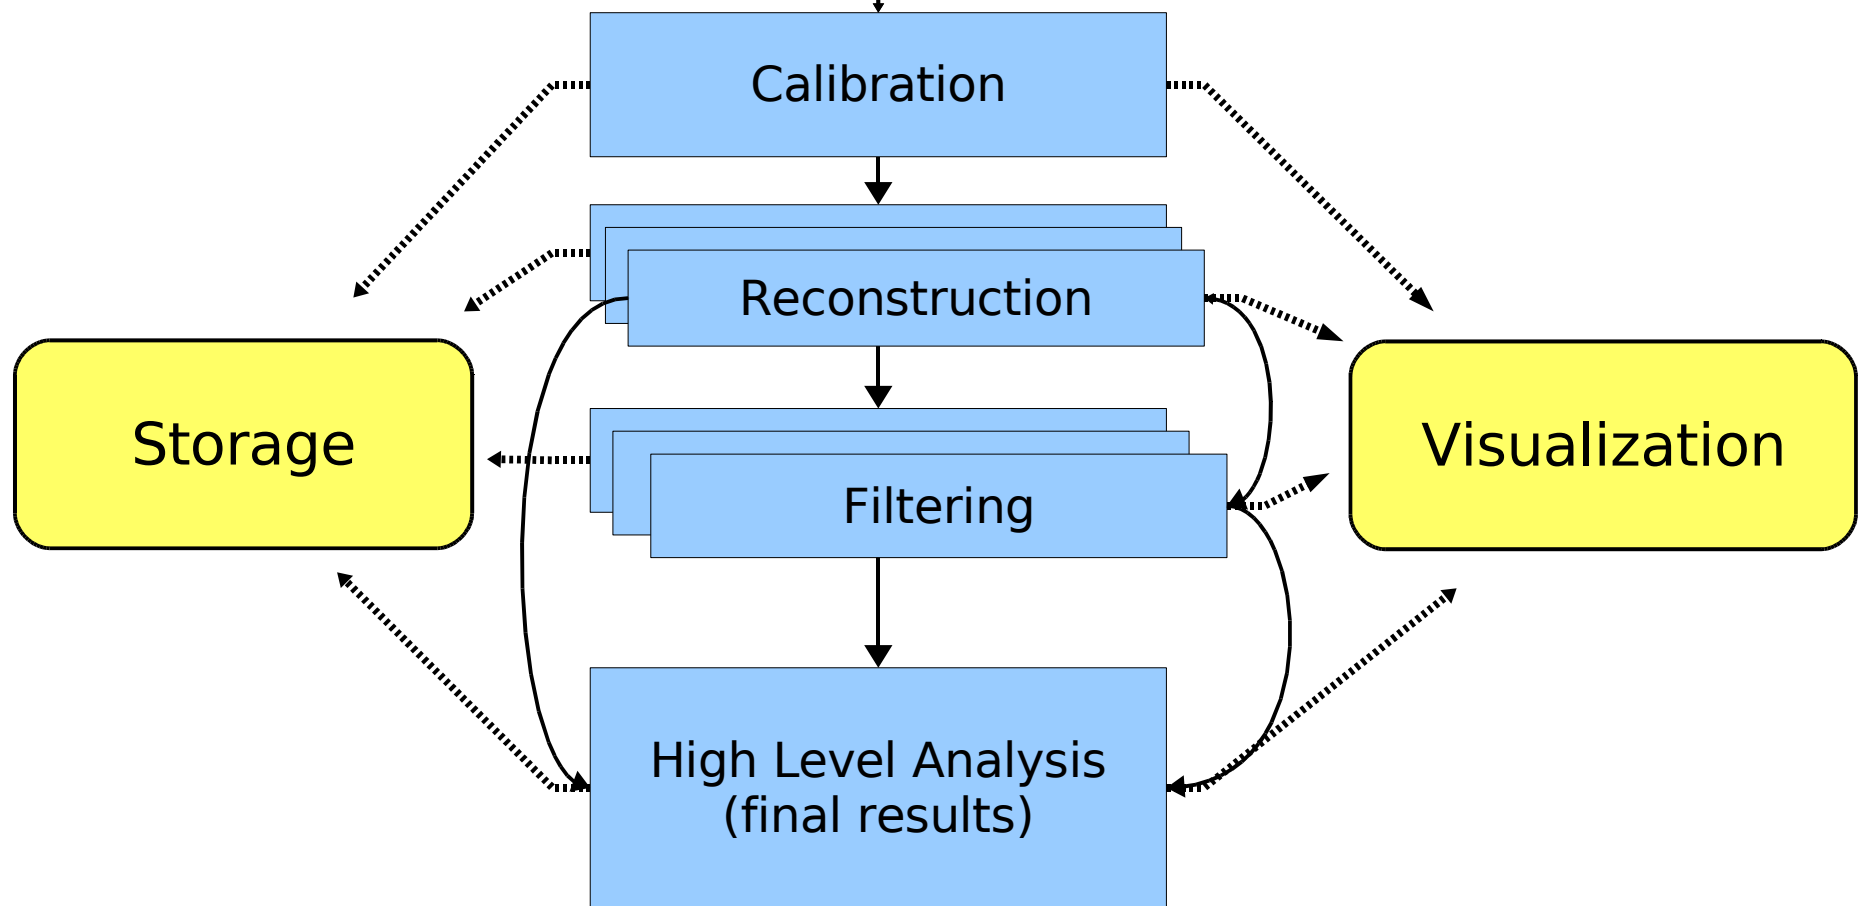 Calibration
Reconstruction
Storage
Visualization
Filtering
High Level Analysis
(final results)